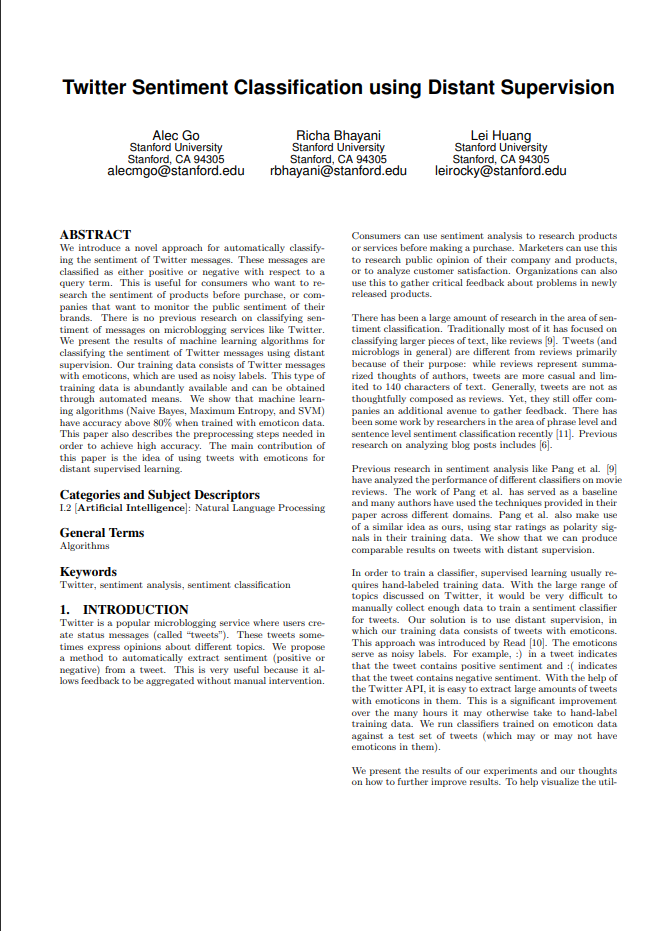 Twitter Sentiment Classification using Distant Supervision
Alec Go
Stanford University
Stanford, CA 94305
alecmgo@stanford.edu
Richa Bhayani
Stanford University
Stanford, CA 94305
rbhayani@stanford.edu
Lei Huang
Stanford University
Stanford, CA 94305
leirocky@stanford.edu
ABSTRACT
We introduce a novel approach for automatically classify-
ing the sentiment of Twitter messages. These messages are
classified as either positive or negative with respect to a
query term. This is useful for consumers who want to re-
search the sentiment of products before purchase, or com-
panies that want to monitor the public sentiment of their
brands. There is no previous research on classifying sen-
timent of messages on microblogging services like Twitter.
We present the results of machine learning algorithms for
classifying the sentiment of Twitter messages using distant
supervision. Our training data consists of Twitter messages
with emoticons, which are used as noisy labels. This type of
training data is abundantly available and can be obtained
through automated means. We show that machine learn-
ing algorithms (Naive Bayes, Maximum Entropy, and SVM)
have accuracy above 80% when trained with emoticon data.
This paper also describes the preprocessing steps needed in
order to achieve high accuracy. The main contribution of
this paper is the idea of using tweets with emoticons for
distant supervised learning.
Categories and Subject Descriptors
I.2 [Artificial Intelligence]: Natural Language Processing
General Terms
Algorithms
Keywords
Twitter, sentiment analysis, sentiment classification
1. INTRODUCTION
Twitter is a popular microblogging service where users cre-
ate status messages (called “tweets”). These tweets some-
times express opinions about different topics. We propose
a method to automatically extract sentiment (positive or
negative) from a tweet. This is very useful because it al-
lows feedback to be aggregated without manual intervention.
Consumers can use sentiment analysis to research products
or services before making a purchase. Marketers can use this
to research public opinion of their company and products,
or to analyze customer satisfaction. Organizations can also
use this to gather critical feedback about problems in newly
released products.
There has been a large amount of research in the area of sen-
timent classification. Traditionally most of it has focused on
classifying larger pieces of text, like reviews [9]. Tweets (and
microblogs in general) are different from reviews primarily
because of their purpose: while reviews represent summa-
rized thoughts of authors, tweets are more casual and lim-
ited to 140 characters of text. Generally, tweets are not as
thoughtfully composed as reviews. Yet, they still offer com-
panies an additional avenue to gather feedback. There has
been some work by researchers in the area of phrase level and
sentence level sentiment classification recently [11]. Previous
research on analyzing blog posts includes [6].
Previous research in sentiment analysis like Pang et al. [9]
have analyzed the performance of different classifiers on movie
reviews. The work of Pang et al. has served as a baseline
and many authors have used the techniques provided in their
paper across different domains. Pang et al. also make use
of a similar idea as ours, using star ratings as polarity sig-
nals in their training data. We show that we can produce
comparable results on tweets with distant supervision.
In order to train a classifier, supervised learning usually re-
quires hand-labeled training data. With the large range of
topics discussed on Twitter, it would be very difficult to
manually collect enough data to train a sentiment classifier
for tweets. Our solution is to use distant supervision, in
which our training data consists of tweets with emoticons.
This approach was introduced by Read [10]. The emoticons
serve as noisy labels. For example, :) in a tweet indicates
that the tweet contains positive sentiment and :( indicates
that the tweet contains negative sentiment. With the help of
the Twitter API, it is easy to extract large amounts of tweets
with emoticons in them. This is a significant improvement
over the many hours it may otherwise take to hand-label
training data. We run classifiers trained on emoticon data
against a test set of tweets (which may or may not have
emoticons in them).
We present the results of our experiments and our thoughts
on how to further improve results. To help visualize the util-